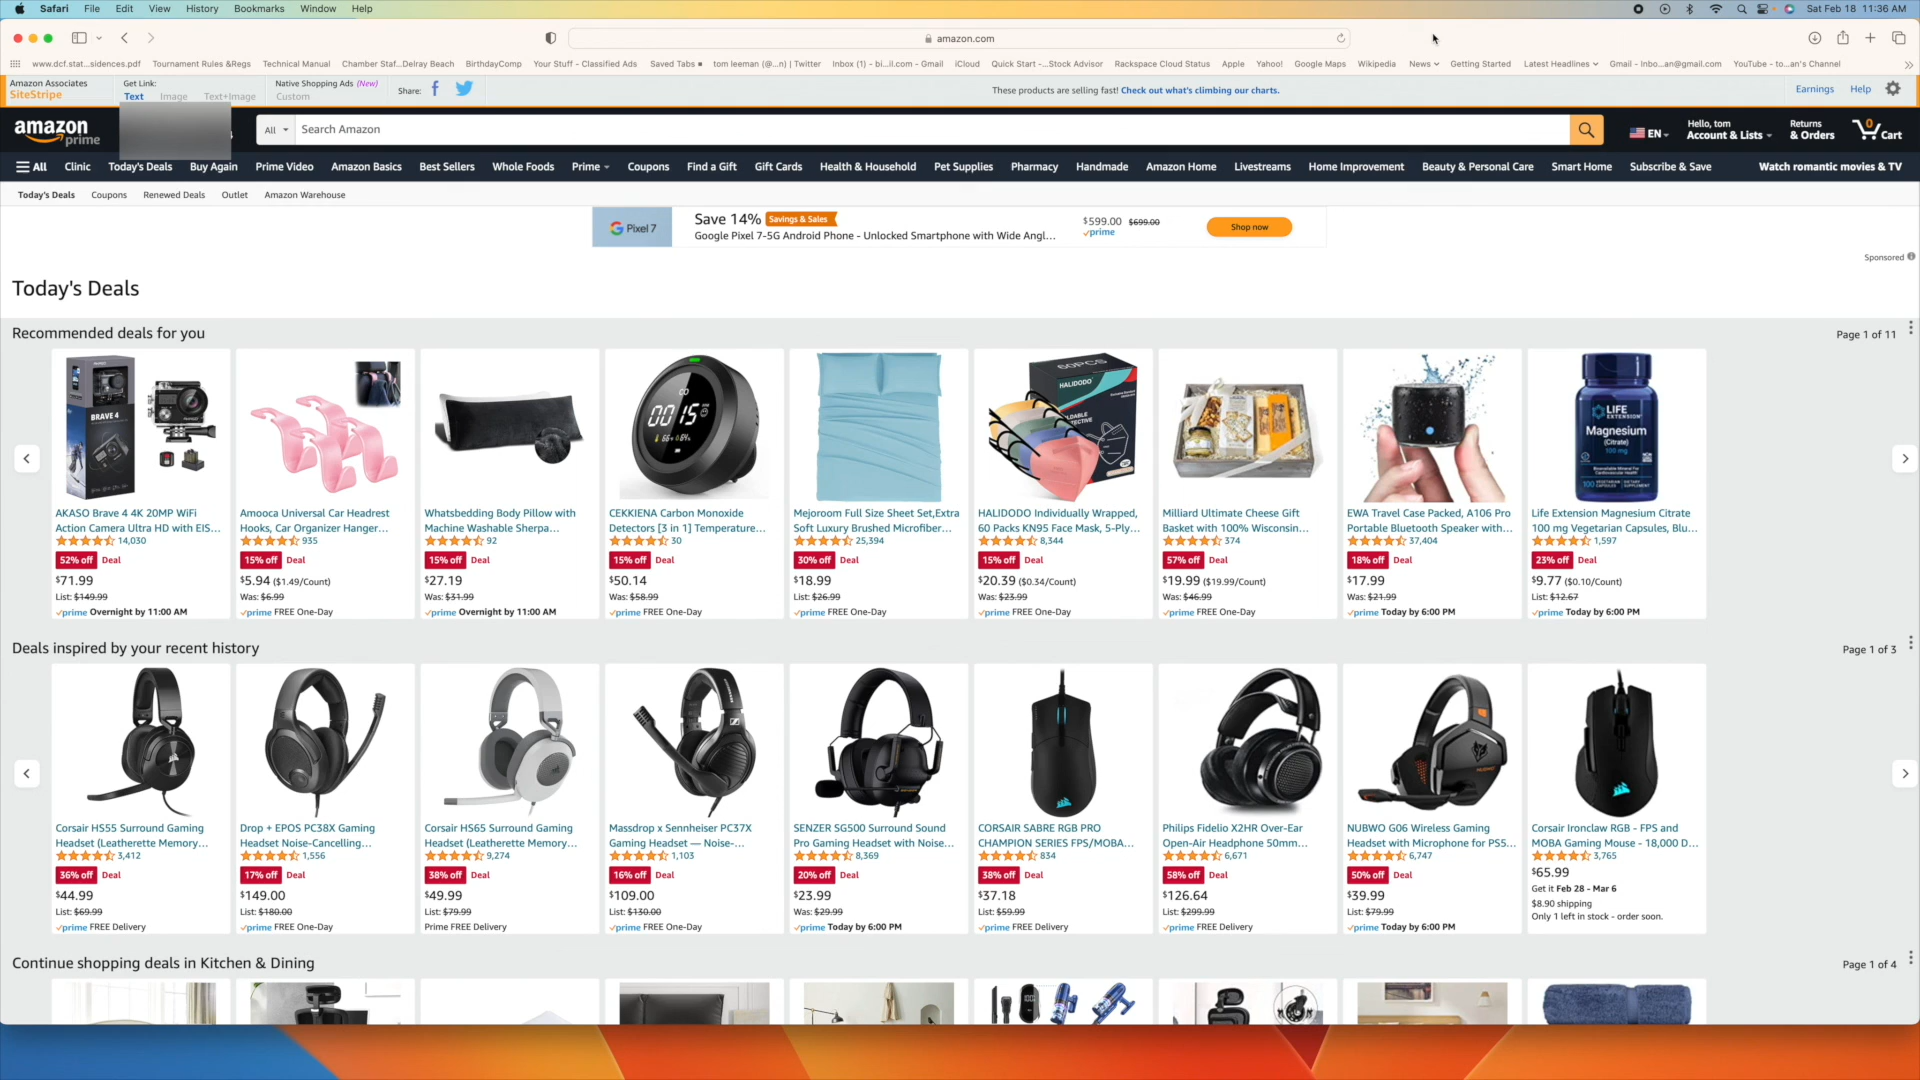 Safari File Edit View History Bookmarks Window Help
Sat Feb 18 11:36 AM
amazon.com
www.dcf.stat...sidences.pdf Tournament Rules &Regs Technical Manual Chamber Staf...Delray Beach BirthdayComp Your Stuff - Classified Ads Saved Tabs tom leeman (@...n) | Twitter Inbox (1) - bi...il.com - Gmail iCloud Quick Start -...Stock Advisor Rackspace Cloud Status Apple Yahoo! Google Maps Wikipedia News Getting Started Latest Headlines Gmail - Inbo...an@gmail.com YouTube - to...an's Channel
Amazon Associates
SiteStripe
Get Link:
Text Image Text+Image
Native Shopping Ads (New)
Custom
Share:
These products are selling fast! Check out what's climbing our charts.
Earnings Help
amazon
prime
All Search Amazon
EN
Hello, tom
Account & Lists
Returns
& Orders
0
Cart
All Clinic Today's Deals Buy Again Prime Video Amazon Basics Best Sellers Whole Foods Prime Coupons Find a Gift Gift Cards Health & Household Pet Supplies Pharmacy Handmade Amazon Home Livestreams Home Improvement Beauty & Personal Care Smart Home Subscribe & Save Watch romantic movies & TV
Today's Deals Coupons Renewed Deals Outlet Amazon Warehouse
G Pixel 7
Save 14% Savings & Sales
Google Pixel 7-5G Android Phone - Unlocked Smartphone with Wide Angl...
$599.00 $699.00
prime
Shop now
Sponsored
Today's Deals
Recommended deals for you
Page 1 of 11
BRAVE 4
CO
0015
60PCS
HALIDODO
LIFE
EXTENSION
Magnesium
(Citrate)
100 mg
AKASO Brave 4 4K 20MP WiFi
Action Camera Ultra HD with EIS...
14,030
52% off Deal
$71.99
List: $149.99
prime Overnight by 11:00 AM
Amooca Universal Car Headrest
Hooks, Car Organizer Hanger...
935
15% off Deal
$5.94 ($1.49/Count)
Was: $6.99
prime FREE One-Day
Whatsbedding Body Pillow with
Machine Washable Sherpa...
92
15% off Deal
$27.19
Was: $31.99
prime Overnight by 11:00 AM
CEKKIENA Carbon Monoxide
Detectors [3 in 1] Temperature...
30
15% off Deal
$50.14
Was: $58.99
prime FREE One-Day
Mejoroom Full Size Sheet Set,Extra
Soft Luxury Brushed Microfiber...
25,394
30% off Deal
$18.99
List: $26.99
prime FREE One-Day
HALIDODO Individually Wrapped,
60 Packs KN95 Face Mask, 5-Ply...
8,344
15% off Deal
$20.39 ($0.34/Count)
Was: $23.99
prime FREE One-Day
Milliard Ultimate Cheese Gift
Basket with 100% Wisconsin...
374
57% off Deal
$19.99 ($19.99/Count)
Was: $46.99
prime FREE One-Day
EWA Travel Case Packed, A106 Pro
Portable Bluetooth Speaker with...
37,404
18% off Deal
$17.99
Was: $21.99
prime Today by 6:00 PM
Life Extension Magnesium Citrate
100 mg Vegetarian Capsules, Blu...
1,597
23% off Deal
$9.77 ($0.10/Count)
List: $12.67
prime Today by 6:00 PM
Deals inspired by your recent history
Page 1 of 3
Corsair HS55 Surround Gaming
Headset (Leatherette Memory...
3,412
36% off Deal
$44.99
List: $69.99
prime FREE Delivery
Drop + EPOS PC38X Gaming
Headset Noise-Cancelling...
1,556
17% off Deal
$149.00
List: $180.00
prime FREE One-Day
Corsair HS65 Surround Gaming
Headset (Leatherette Memory...
9,274
38% off Deal
$49.99
List: $79.99
Prime FREE Delivery
Massdrop x Sennheiser PC37X
Gaming Headset — Noise-...
1,103
16% off Deal
$109.00
List: $130.00
prime FREE One-Day
SENZER SG500 Surround Sound
Pro Gaming Headset with Noise...
8,369
20% off Deal
$23.99
Was: $29.99
prime Today by 6:00 PM
CORSAIR SABRE RGB PRO
CHAMPION SERIES FPS/MOBA...
834
38% off Deal
$37.18
List: $59.99
prime FREE Delivery
Philips Fidelio X2HR Over-Ear
Open-Air Headphone 50mm...
6,671
58% off Deal
$126.64
List: $299.99
prime FREE Delivery
NUBWO G06 Wireless Gaming
Headset with Microphone for PS5...
6,747
50% off Deal
$39.99
List: $79.99
prime Today by 6:00 PM
Corsair Ironclaw RGB - FPS and
MOBA Gaming Mouse - 18,000 D...
3,765
$65.99
Get it Feb 28 - Mar 6
$8.90 shipping
Only 1 left in stock - order soon.
Continue shopping deals in Kitchen & Dining
Page 1 of 4